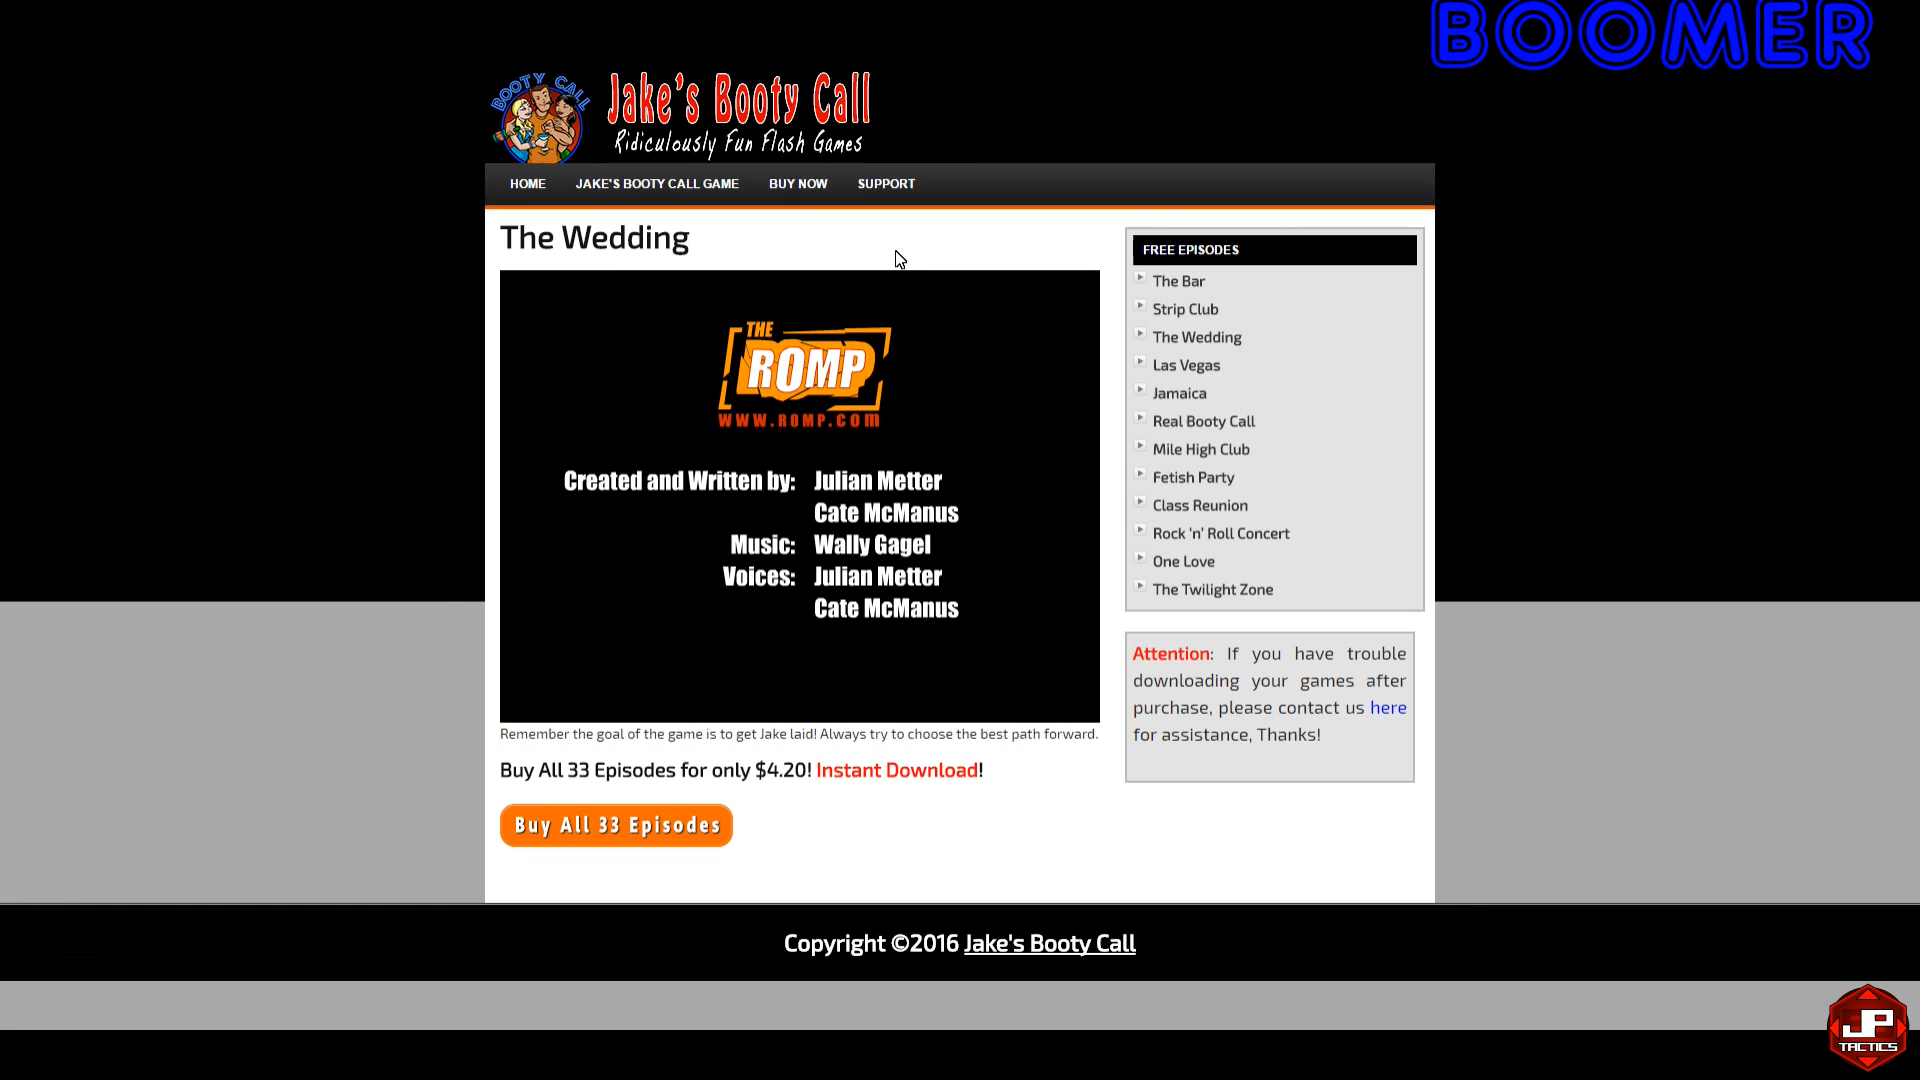 BOOMER
BOOTY CALL
Jake's Booty Call
Ridiculously Fun Flash Games
HOME
JAKE'S BOOTY CALL GAME
BUY NOW
SUPPORT
The Wedding
THE
ROMP
WWW.ROMP.COM
Created and Written by: Julian Metter
Cate McManus
Music: Wally Gagel
Voices: Julian Metter
Cate McManus
Remember the goal of the game is to get Jake laid! Always try to choose the best path forward.
Buy All 33 Episodes for only $4.20! Instant Download!
Buy All 33 Episodes
FREE EPISODES
The Bar
Strip Club
The Wedding
Las Vegas
Jamaica
Real Booty Call
Mile High Club
Fetish Party
Class Reunion
Rock ‘n’ Roll Concert
One Love
The Twilight Zone
Attention: If you have trouble
downloading your games after
purchase, please contact us here
for assistance, Thanks!
Copyright ©2016 Jake's Booty Call
JP
TACTICS